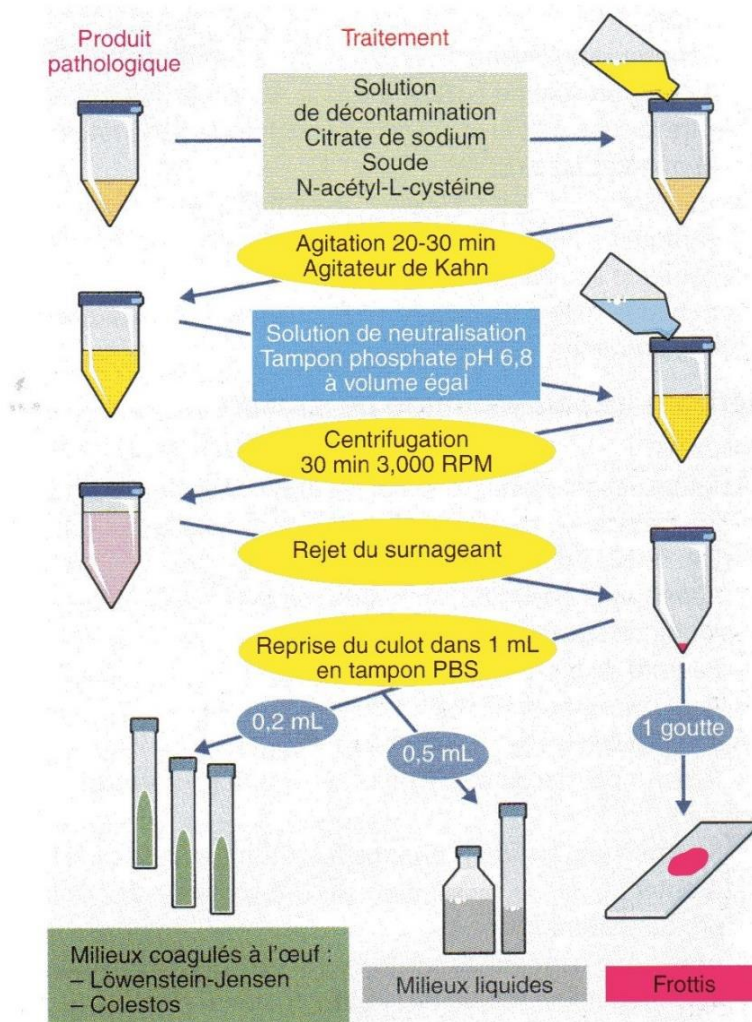 Produit
pathologique
Traitement
Solution
de décontamination
Citrate de sodium
Soude
N-acétyl-L-cystéine
Agitation 20-30 min
Agitateur de Kahn
Solution de neutralisation
Tampon phosphate pH 6,8
à volume égal
Centrifugation
30 min 3,000 RPM
Rejet du surnageant
Reprise du culot dans 1 mL
en tampon PBS
0,2 mL
0,5 mL
1 goutte
Milieux coagulés à l'œuf :
– Löwenstein-Jensen
– Colestos
Milieux liquides
Frottis